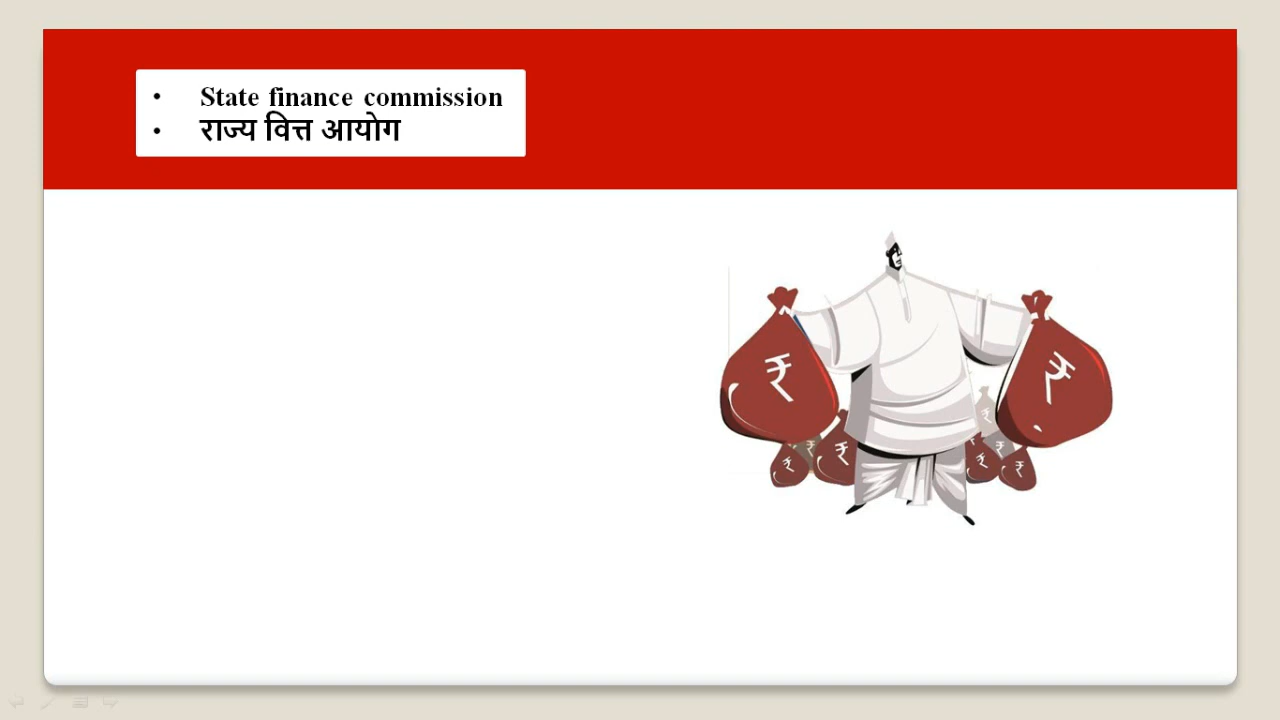 • State finance commission
• राज्य वित्त आयोग
₹ ₹
₹ ₹ ₹ ₹ ₹ ₹ ₹